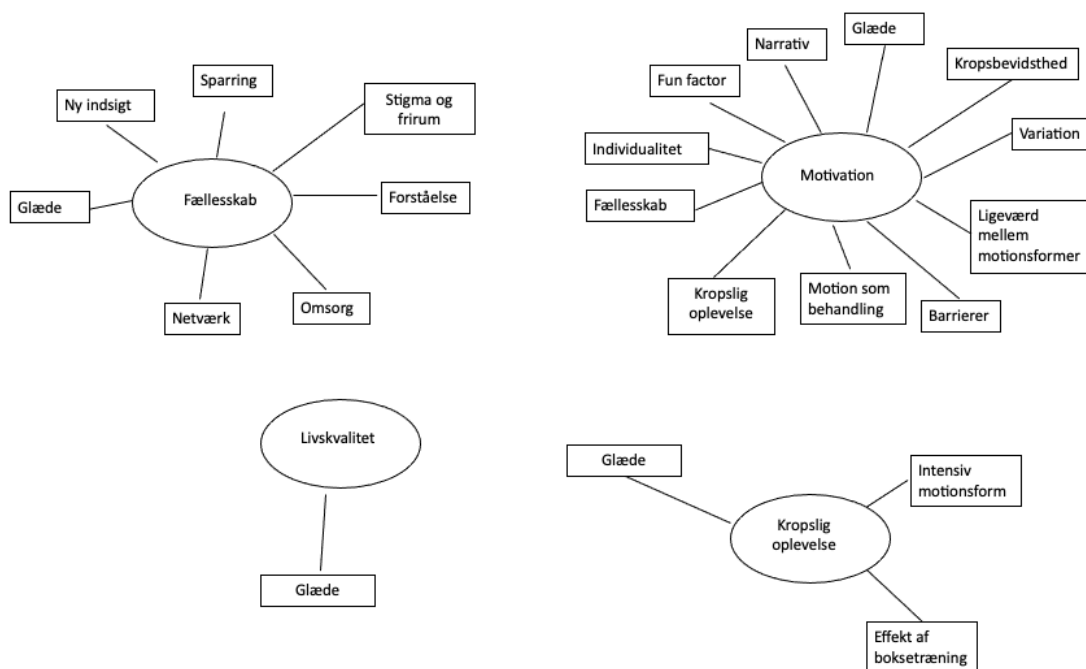 Sparring
Ny indsigt
Stigma og
frirum
Fællesskab
Glæde
Forståelse
Netværk
Omsorg
Glæde
Narrativ
Kropsbevidsthed
Fun factor
Variation
Individualitet
Motivation
Fællesskab
Ligeværd
mellem
motionsformer
Kropslig
oplevelse
Motion som
behandling
Barrierer
Livskvalitet
Glæde
Glæde
Intensiv
motionsform
Kropslig
oplevelse
Effekt af
boksetræning